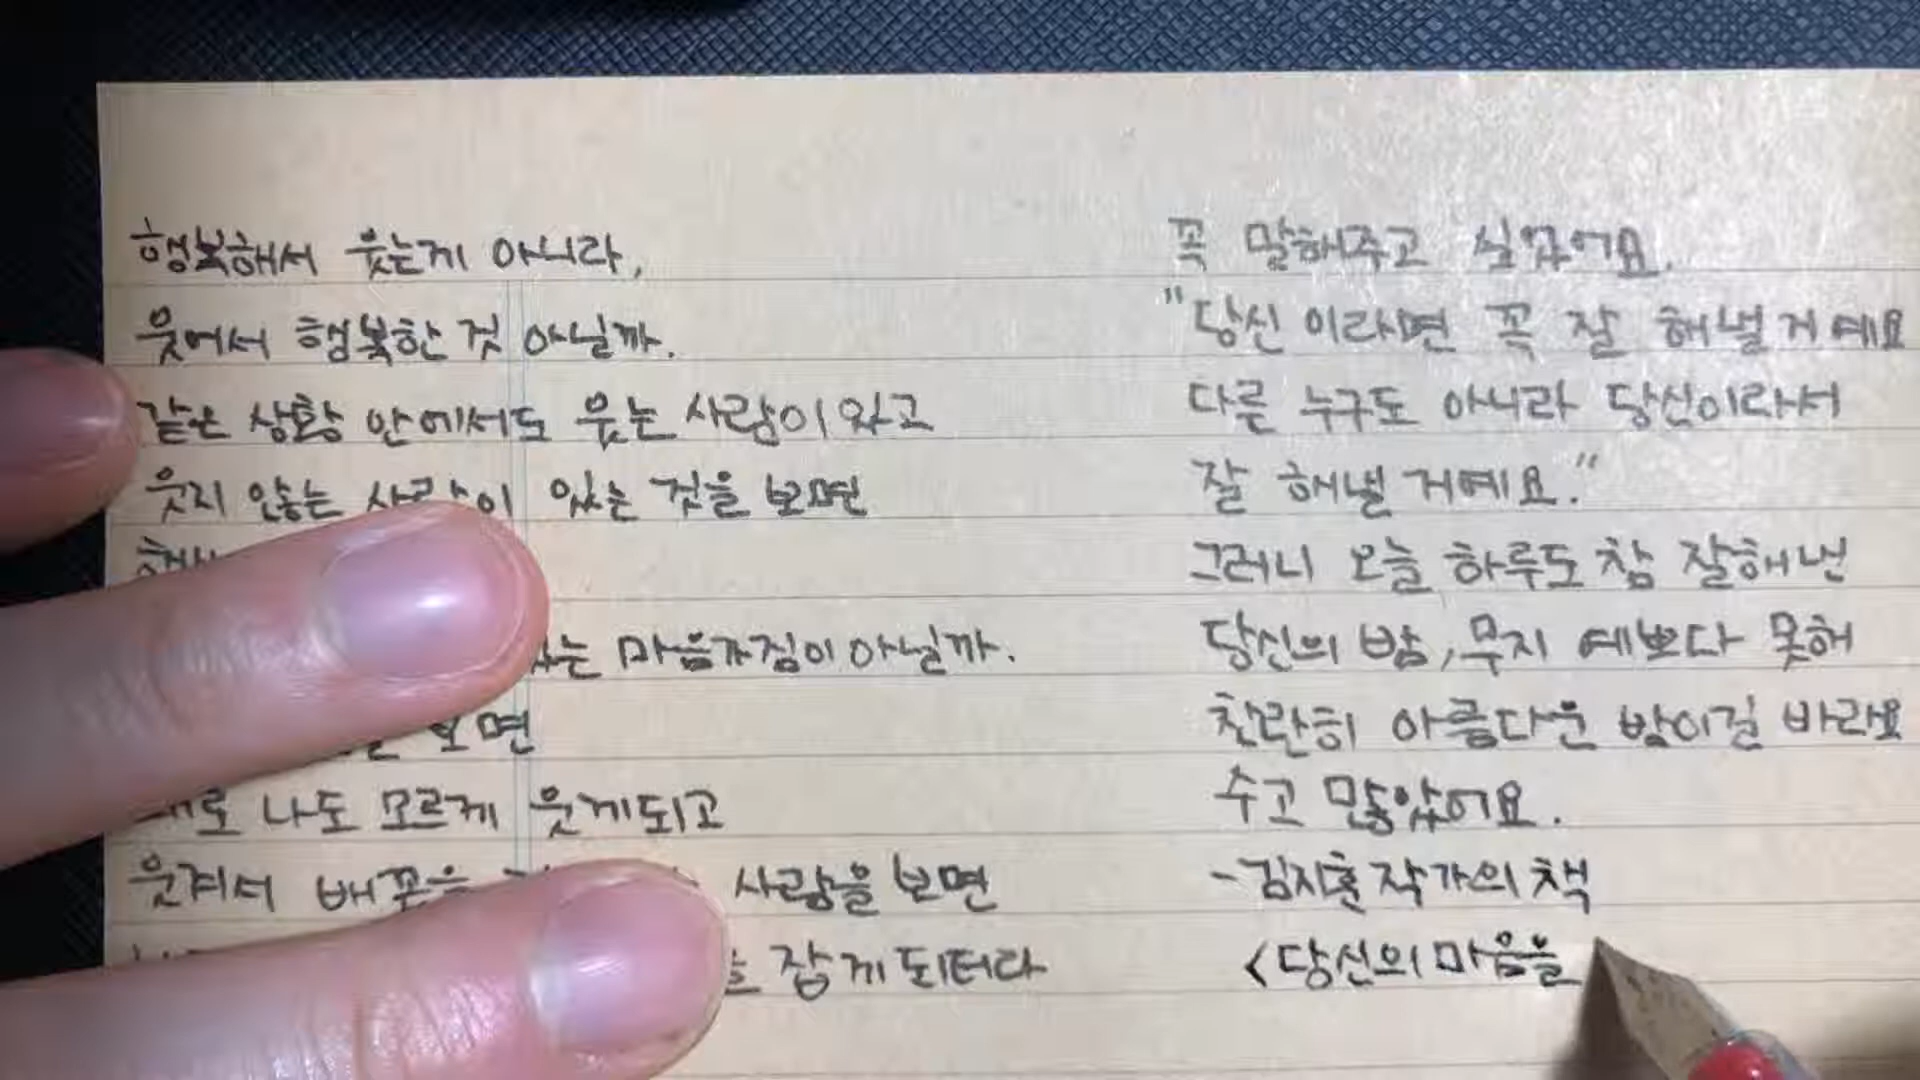 행복해서 웃는게 아니라,
웃어서 행복한 것 아닐까.
같은 상황 안에서도 웃는 사람이 있고
웃지 않는 사람이 있는 것을 보면
마음가짐이 아닐까.
보면
나도 모르게 웃게되고
웃겨서 배꼽을 사람을 보면
잡게 되더라
꼭 말해주고 싶었어요.
"당신이라면 꼭 잘 해낼거예요
다른 누구도 아니라 당신이라서
잘 해낼 거예요."
그러니 오늘 하루도 참 잘해낸
당신의 밤, 무지 예쁘다 못해
찬란히 아름다운 밤이길 바라요
수고 많았어요.
-김지훈 작가의 책
<당신의 마음을